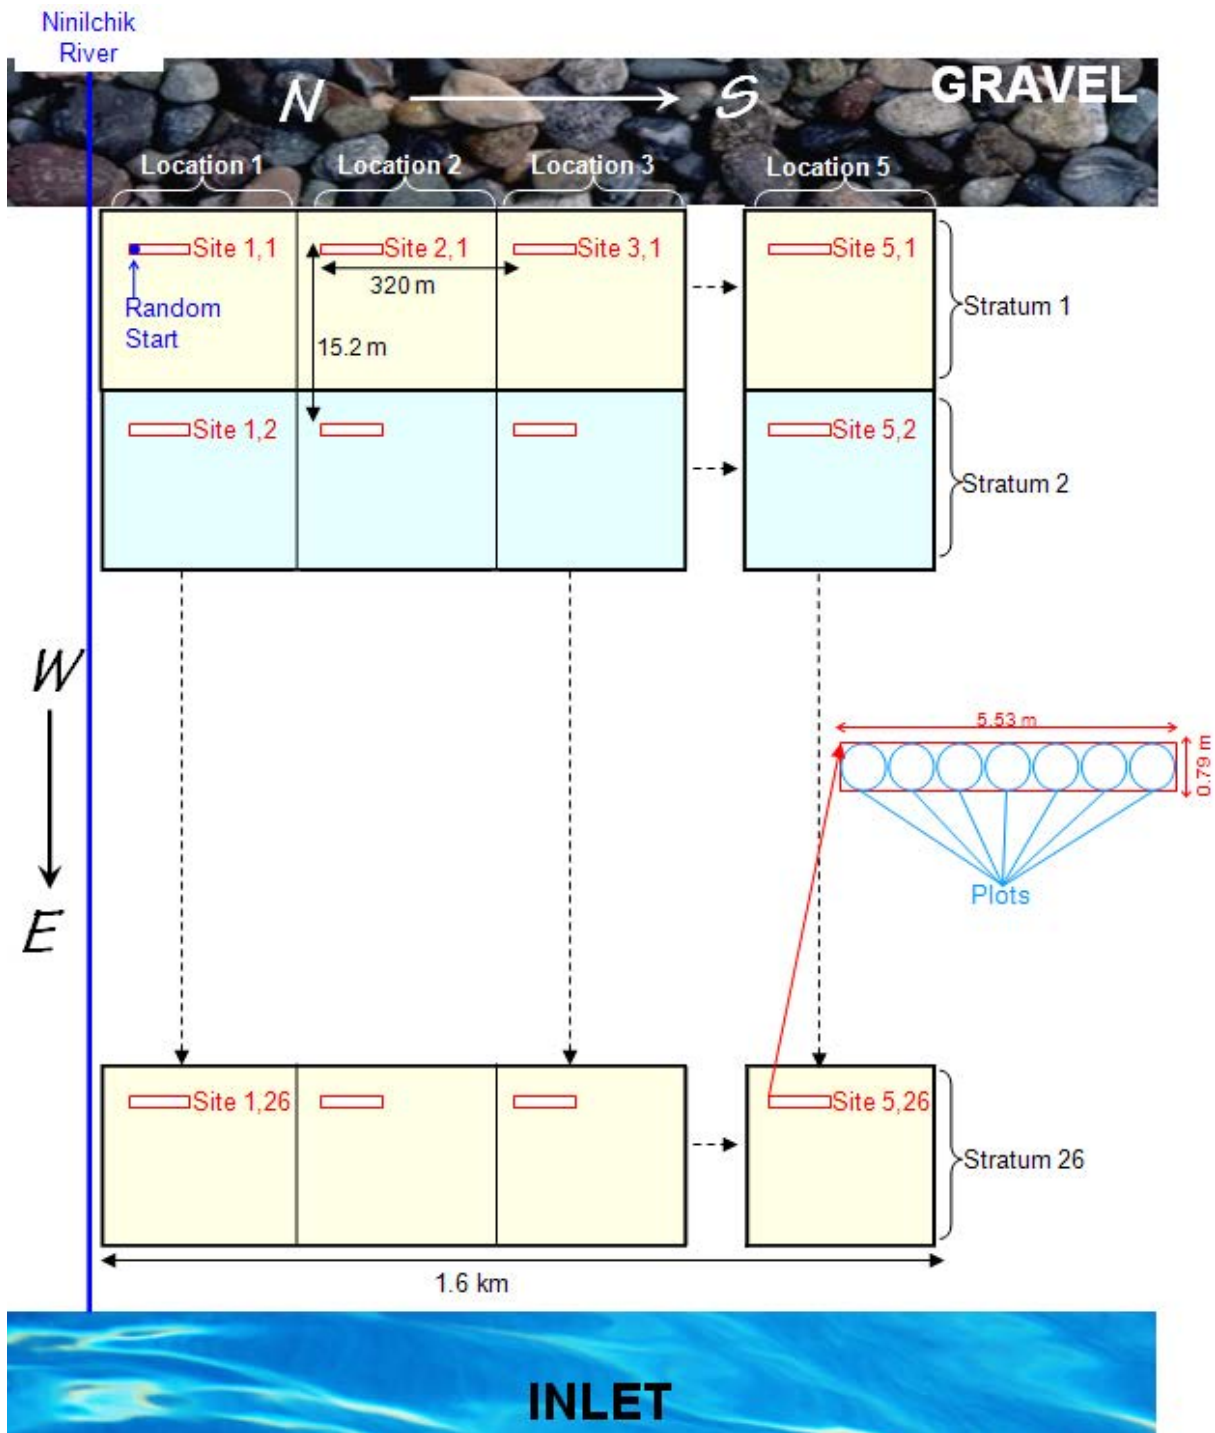 Ninilchik
River
N
S
GRAVEL
Location 1
Location 2
Location 3
Location 5
Site 1,1
Site 2,1
Site 3,1
Site 5,1
320 m
Random
Start
15.2 m
Stratum 1
Site 1,2
Site 5,2
Stratum 2
W
E
5.53 m
0.79 m
Plots
Site 1,26
Site 5,26
Stratum 26
1.6 km
INLET